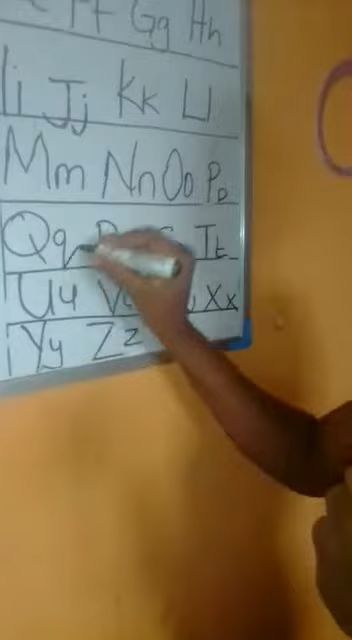 Ff Gg Hh
Ii Jj Kk Ll
Mm Nn Oo Pp
Qq Tt
Uu Xx
Yy Zz